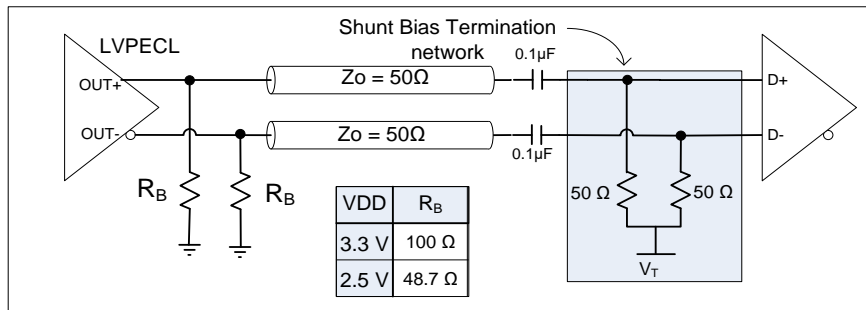 Shunt Bias Termination
network
LVPECL
0.1µF
OUT+
Zo = 50Ω
D+
OUT-
Zo = 50Ω
D-
0.1µF
R_B
R_B
VDD R_B
3.3 V 100 Ω
2.5 V 48.7 Ω
50 Ω
50 Ω
V_T